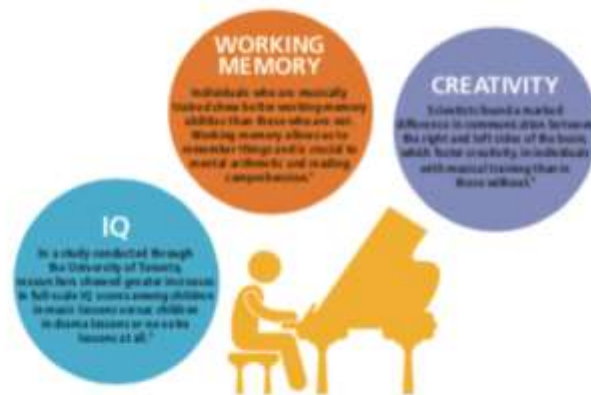 WORKING
MEMORY
Individuals who are musically
trained show better working memory
abilities than those who are not.
Working memory allows us to
remember things and is crucial to
mental arithmetic and reading
comprehension.
CREATIVITY
Scientists found a marked
difference in communication between
the right and left sides of the brain,
which foster creativity, in individuals
with musical training than in
those without.
IQ
In a study conducted through
the University of Toronto,
researchers showed greater increases
in full-scale IQ scores among children
in music lessons versus children
in drama lessons or no extra
lessons at all.